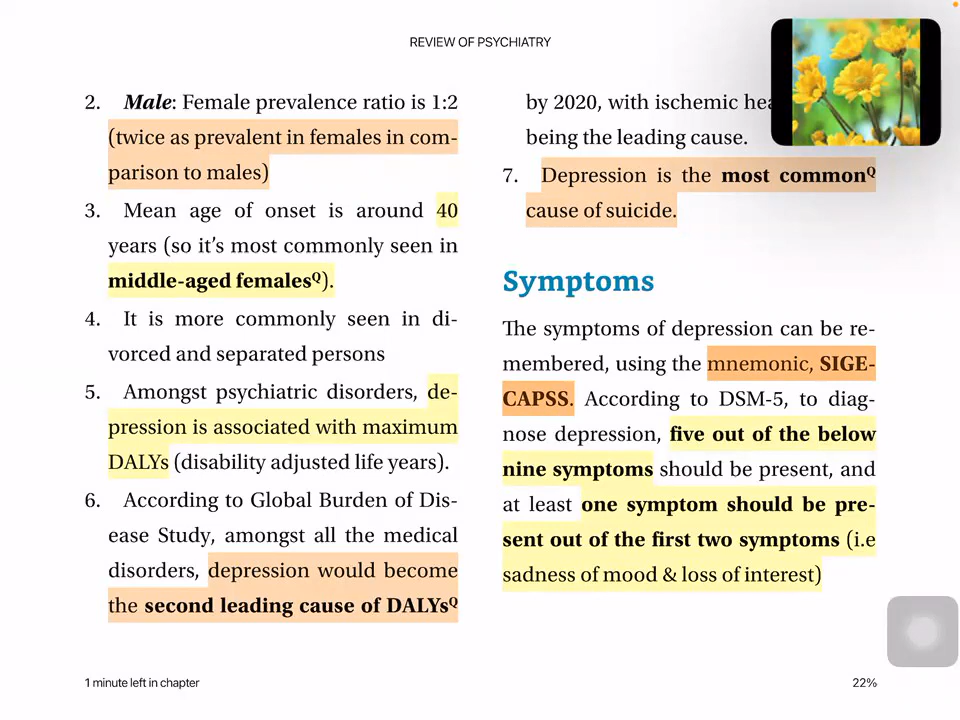 REVIEW OF PSYCHIATRY
2. Male: Female prevalence ratio is 1:2
(twice as prevalent in females in com-
parison to males)
3. Mean age of onset is around 40
years (so it's most commonly seen in
middle-aged femalesQ).
4. It is more commonly seen in di-
vorced and separated persons
5. Amongst psychiatric disorders, de-
pression is associated with maximum
DALYs (disability adjusted life years).
6. According to Global Burden of Dis-
ease Study, amongst all the medical
disorders, depression would become
the second leading cause of DALYsQ
by 2020, with ischemic
being the leading cause.
7. Depression is the most commonQ
cause of suicide.
Symptoms
The symptoms of depression can be re-
membered, using the mnemonic, SIGE-
CAPSS. According to DSM-5, to diag-
nose depression, five out of the below
nine symptoms should be present, and
at least one symptom should be pre-
sent out of the first two symptoms (i.e
sadness of mood & loss of interest)
1 minute left in chapter
22%